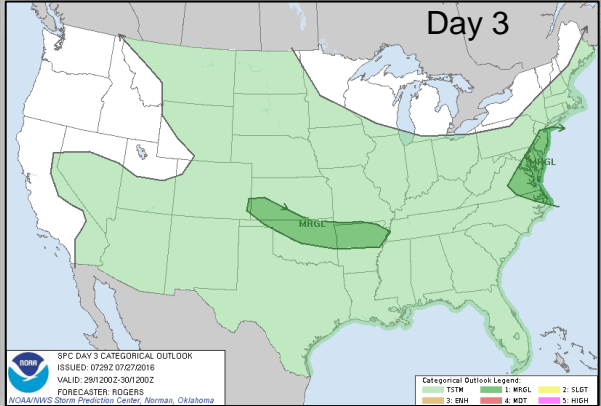 Day 3
MRGL
MRGL
NOAA
SPC DAY 3 CATEGORICAL OUTLOOK
ISSUED: 0729Z 07/27/2016
VALID: 29/1200Z-30/1200Z
FORECASTER: ROGERS
NOAA/NWS Storm Prediction Center, Norman, Oklahoma
Categorical Outlook Legend:
TSTM 1: MRGL 2: SLGT
3: ENH 4: MDT 5: HIGH